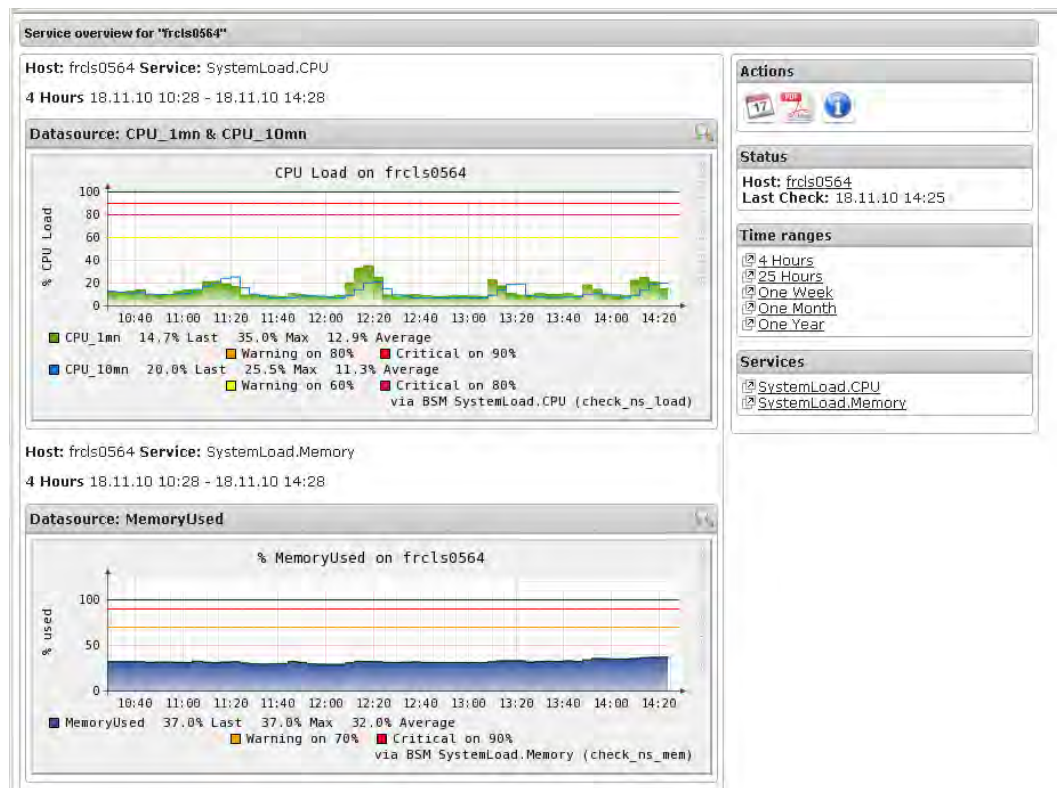 Service overview for "frcls0564"
Host: frcls0564 Service: SystemLoad.CPU
4 Hours 18.11.10 10:28 - 18.11.10 14:28
Datasource: CPU_1mn & CPU_10mn
CPU Load on frcls0564
% CPU Load
100
80
60
40
20
0
10:40 11:00 11:20 11:40 12:00 12:20 12:40 13:00 13:20 13:40 14:00 14:20
CPU_1mn 14.7% Last 35.0% Max 12.9% Average
Warning on 80% Critical on 90%
CPU_10mn 20.0% Last 25.5% Max 11.3% Average
Warning on 60% Critical on 80%
via BSM SystemLoad.CPU (check_ns_load)
Host: frcls0564 Service: SystemLoad.Memory
4 Hours 18.11.10 10:28 - 18.11.10 14:28
Datasource: MemoryUsed
% MemoryUsed on frcls0564
% used
100
50
0
10:40 11:00 11:20 11:40 12:00 12:20 12:40 13:00 13:20 13:40 14:00 14:20
MemoryUsed 37.0% Last 37.0% Max 32.0% Average
Warning on 70% Critical on 90%
via BSM SystemLoad.Memory (check_ns_mem)
Actions
17
PDF
Status
Host: frcls0564
Last Check: 18.11.10 14:25
Time ranges
4 Hours
25 Hours
One Week
One Month
One Year
Services
SystemLoad.CPU
SystemLoad.Memory